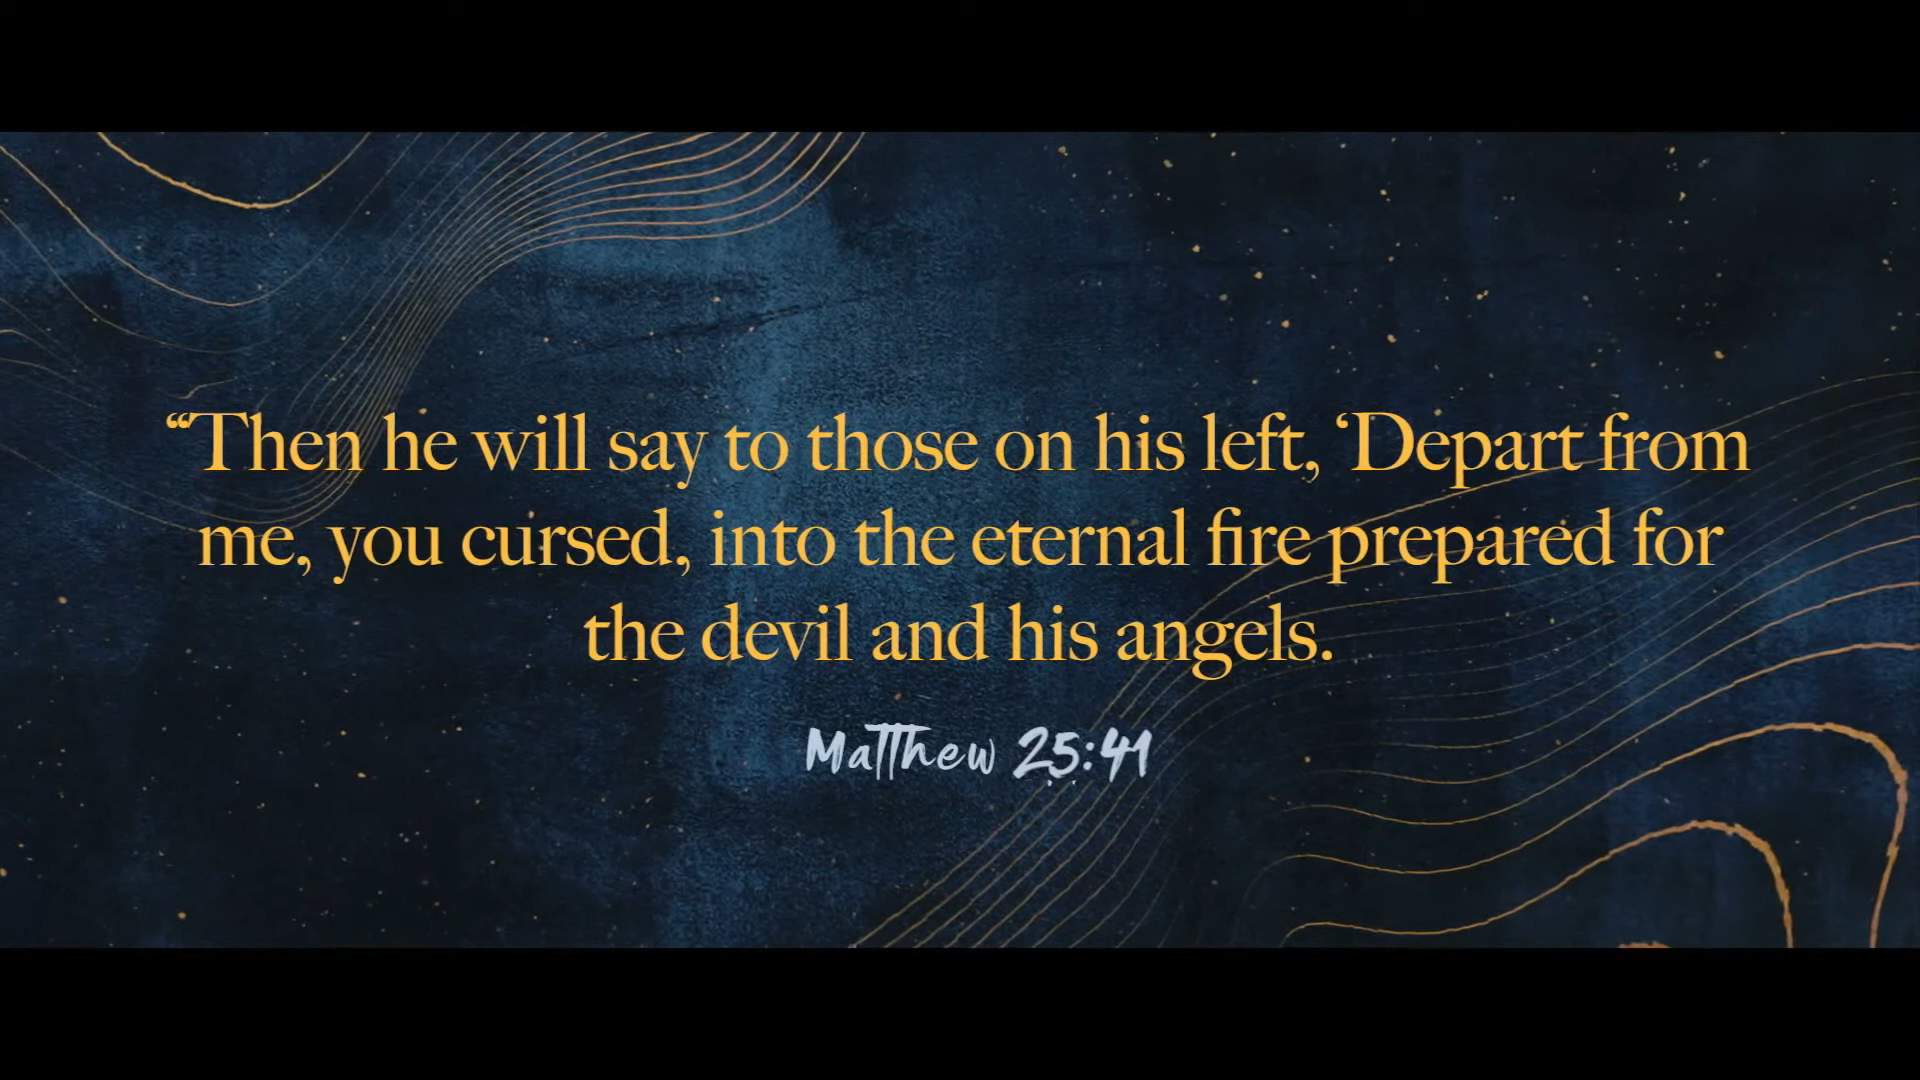 “Then he will say to those on his left, ‘Depart from
me, you cursed, into the eternal fire prepared for
the devil and his angels.
Matthew 25:41